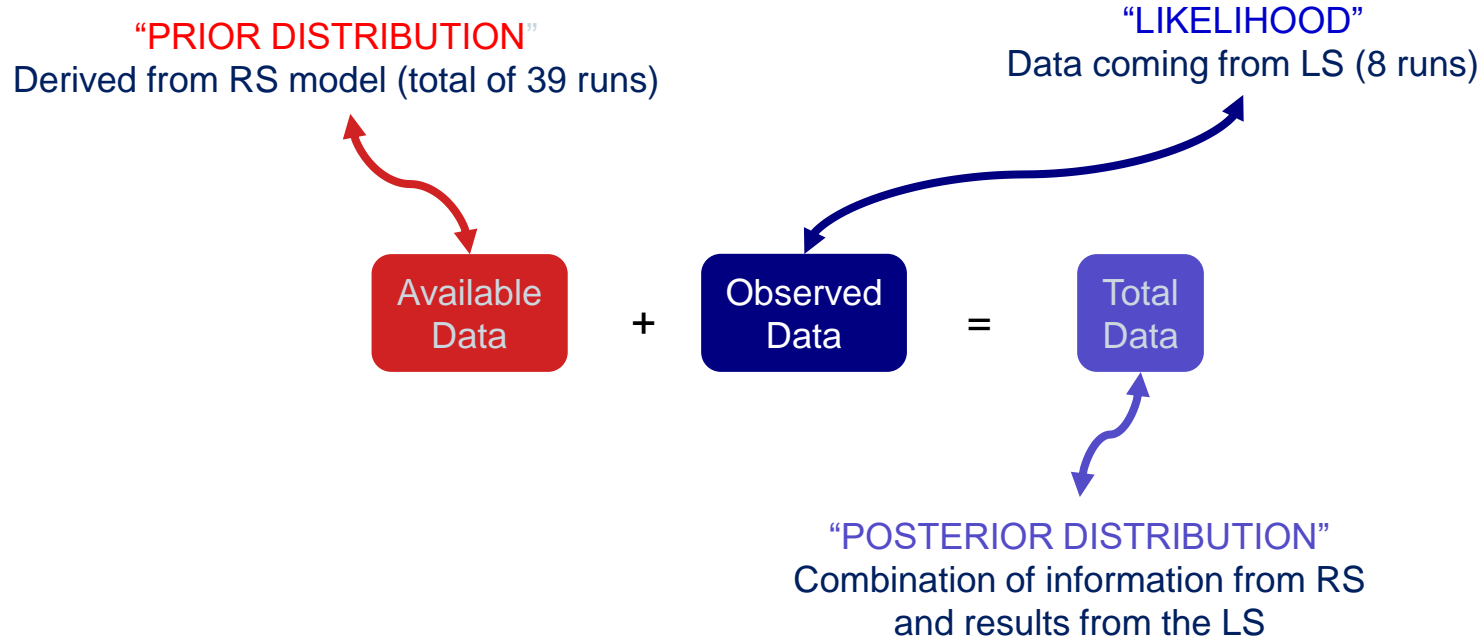 “PRIOR DISTRIBUTION”
Derived from RS model (total of 39 runs)
“LIKELIHOOD”
Data coming from LS (8 runs)
Available
Data
+
Observed
Data
=
Total
Data
“POSTERIOR DISTRIBUTION”
Combination of information from RS
and results from the LS